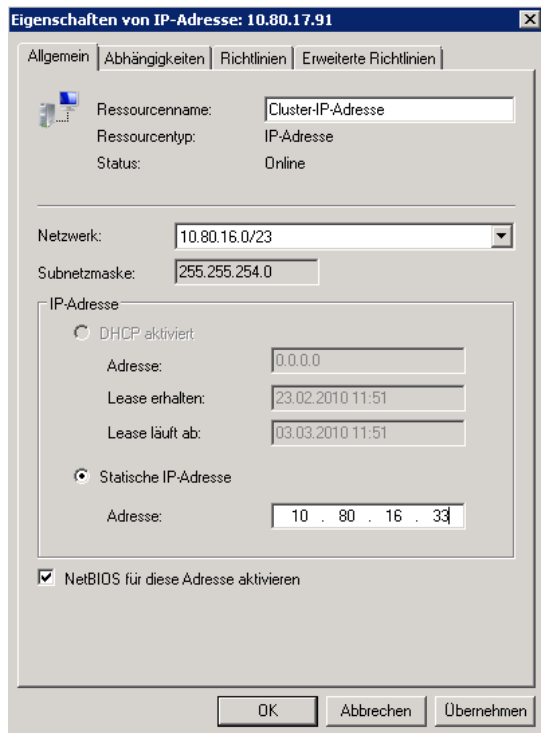 Eigenschaften von IP-Adresse: 10.80.17.91
Allgemein Abhängigkeiten Richtlinien Erweiterte Richtlinien
Ressourcenname: Cluster-IP-Adresse
Ressourcentyp: IP-Adresse
Status: Online
Netzwerk: 10.80.16.0/23
Subnetzmaske: 255.255.254.0
IP-Adresse
DHCP aktiviert
Adresse: 0.0.0.0
Lease erhalten: 23.02.2010 11:51
Lease läuft ab: 03.03.2010 11:51
Statische IP-Adresse
Adresse: 10 . 80 . 16 . 33
NetBIOS für diese Adresse aktivieren
OK Abbrechen Übernehmen